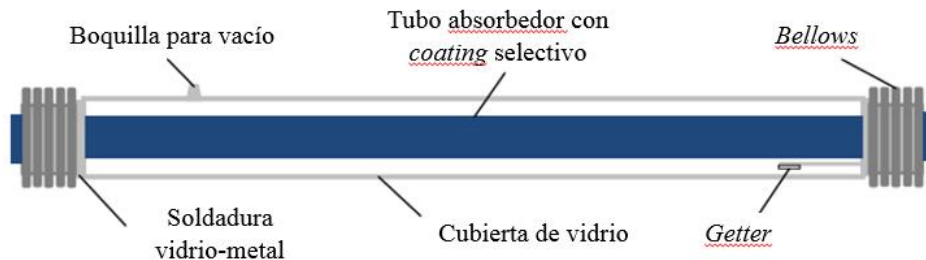 Boquilla para vacío
Tubo absorbedor con
coating selectivo
Bellows
Soldadura
vidrio-metal
Cubierta de vidrio
Getter